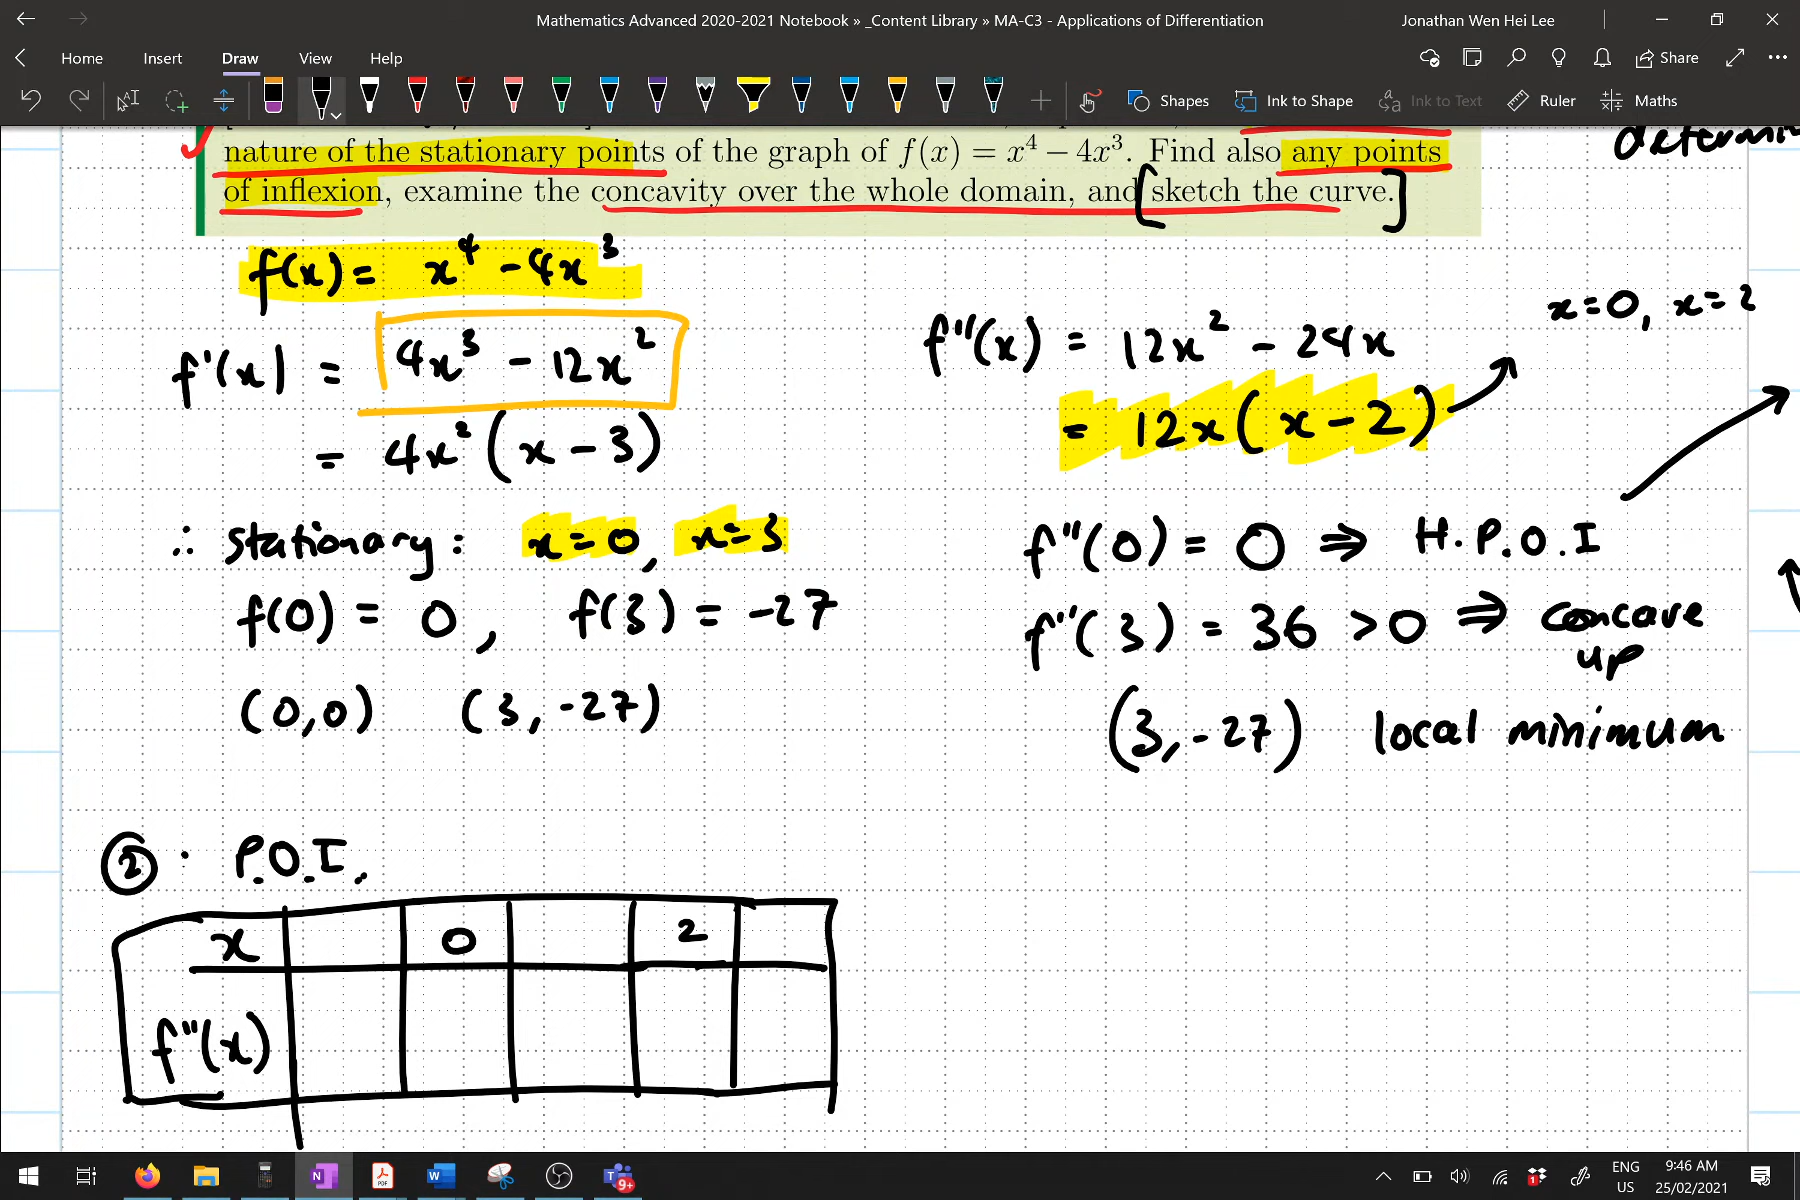 Mathematics Advanced 2020-2021 Notebook » _Content Library » MA-C3 - Applications of Differentiation
Jonathan Wen Hei Lee
Home Insert Draw View Help
Share
Shapes Ink to Shape Ink to Text Ruler Maths
nature of the stationary points of the graph of f(x) = x⁴ − 4x³. Find also any points
of inflexion, examine the concavity over the whole domain, and [sketch the curve.]
f(x) = x⁴ - 4x³
f'(x) = 4x³ - 12x²
= 4x² (x - 3)
∴ stationary: x = 0, x = 3
f(0) = 0, f(3) = -27
(0,0) (3, -27)
x=0, x=2
f''(x) = 12x² - 24x
= 12x (x - 2)
f''(0) = 0 ⇒ H.P.O.I
f''(3) = 36 > 0 ⇒ concave
up
(3, -27) local minimum
② . P.O.I.
x 0 2
f''(x)
9+
ENG
US
9:46 AM
25/02/2021